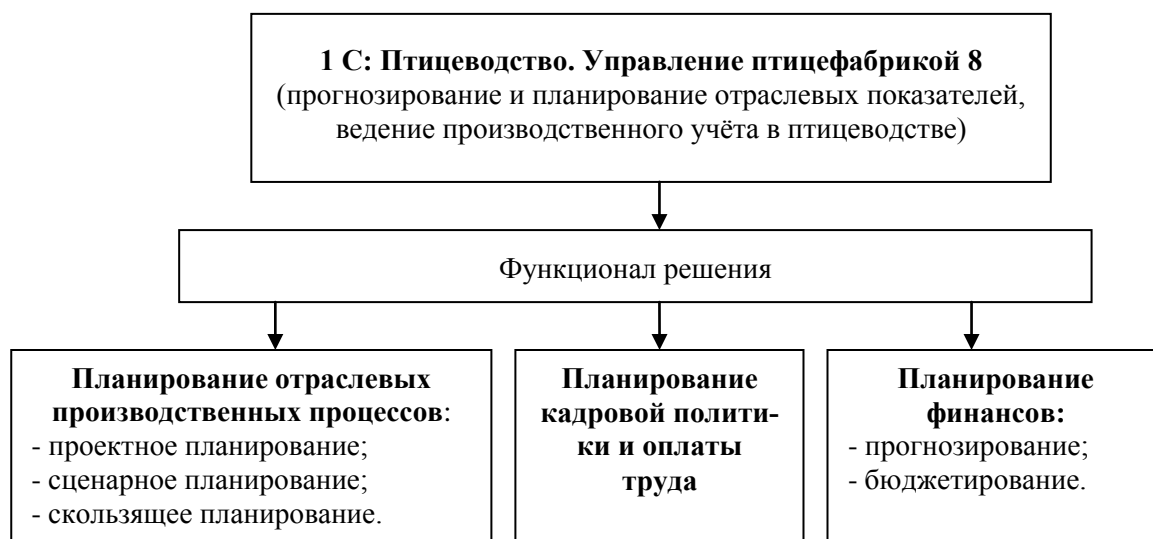 1 С: Птицеводство. Управление птицефабрикой 8
(прогнозирование и планирование отраслевых показателей,
ведение производственного учёта в птицеводстве)
Функционал решения
Планирование отраслевых
производственных процессов:
- проектное планирование;
- сценарное планирование;
- скользящее планирование.
Планирование
кадровой полити-
ки и оплаты
труда
Планирование
финансов:
- прогнозирование;
- бюджетирование.